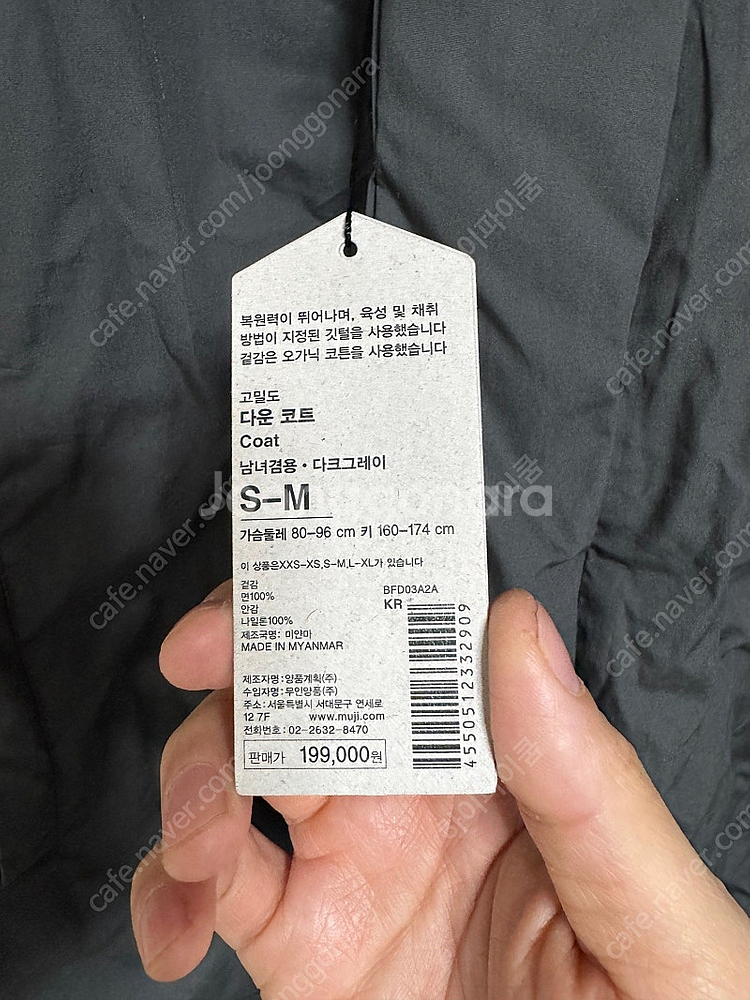 복원력이 뛰어나며, 육성 및 채취
방법이 지정된 깃털을 사용했습니다
겉감은 오가닉 코튼을 사용했습니다
고밀도
다운 코트
Coat
남녀겸용・다크그레이
S–M
가슴둘레 80–96 cm 키 160–174 cm
이 상품은XXS–XS,S–M,L–XL가 있습니다
겉감
면100%
안감
나일론100%
제조국명: 미얀마
MADE IN MYANMAR
BFD03A2A
KR
4550512332909
제조자명:양품계획(주)
수입자명:무인양품(주)
주소:서울특별시 서대문구 연세로
12 7F www.muji.com
전화번호: 02-2632-8470
판매가 199,000원
Joonggonara
cafe.naver.com/joonggonara
하이파이쿰